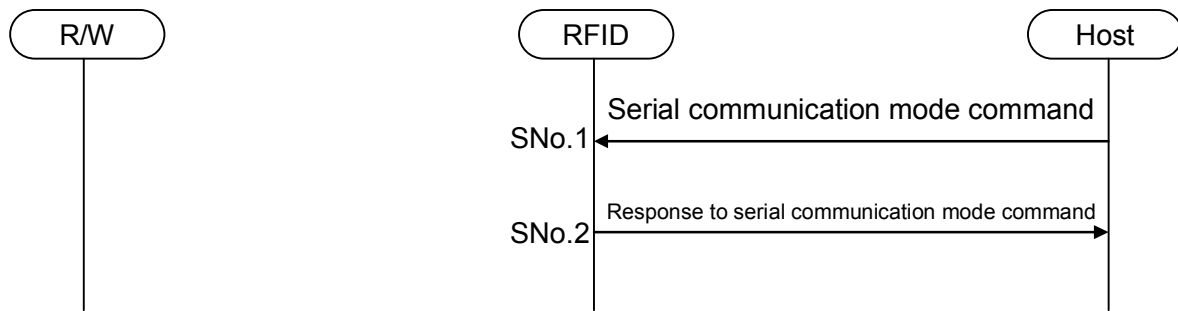 R/W
RFID
Host
Serial communication mode command
SNo.1
Response to serial communication mode command
SNo.2